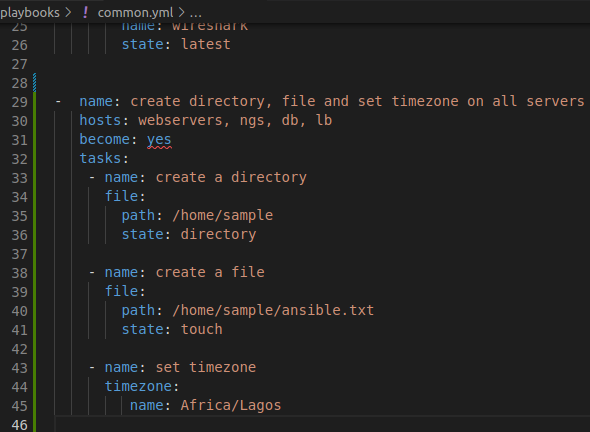 playbooks > ! common.yml > ...
25 name: wireshark
26 state: latest
27
28
29 - name: create directory, file and set timezone on all servers
30 hosts: webservers, ngs, db, lb
31 become: yes
32 tasks:
33 - name: create a directory
34 file:
35 path: /home/sample
36 state: directory
37
38 - name: create a file
39 file:
40 path: /home/sample/ansible.txt
41 state: touch
42
43 - name: set timezone
44 timezone:
45 name: Africa/Lagos
46